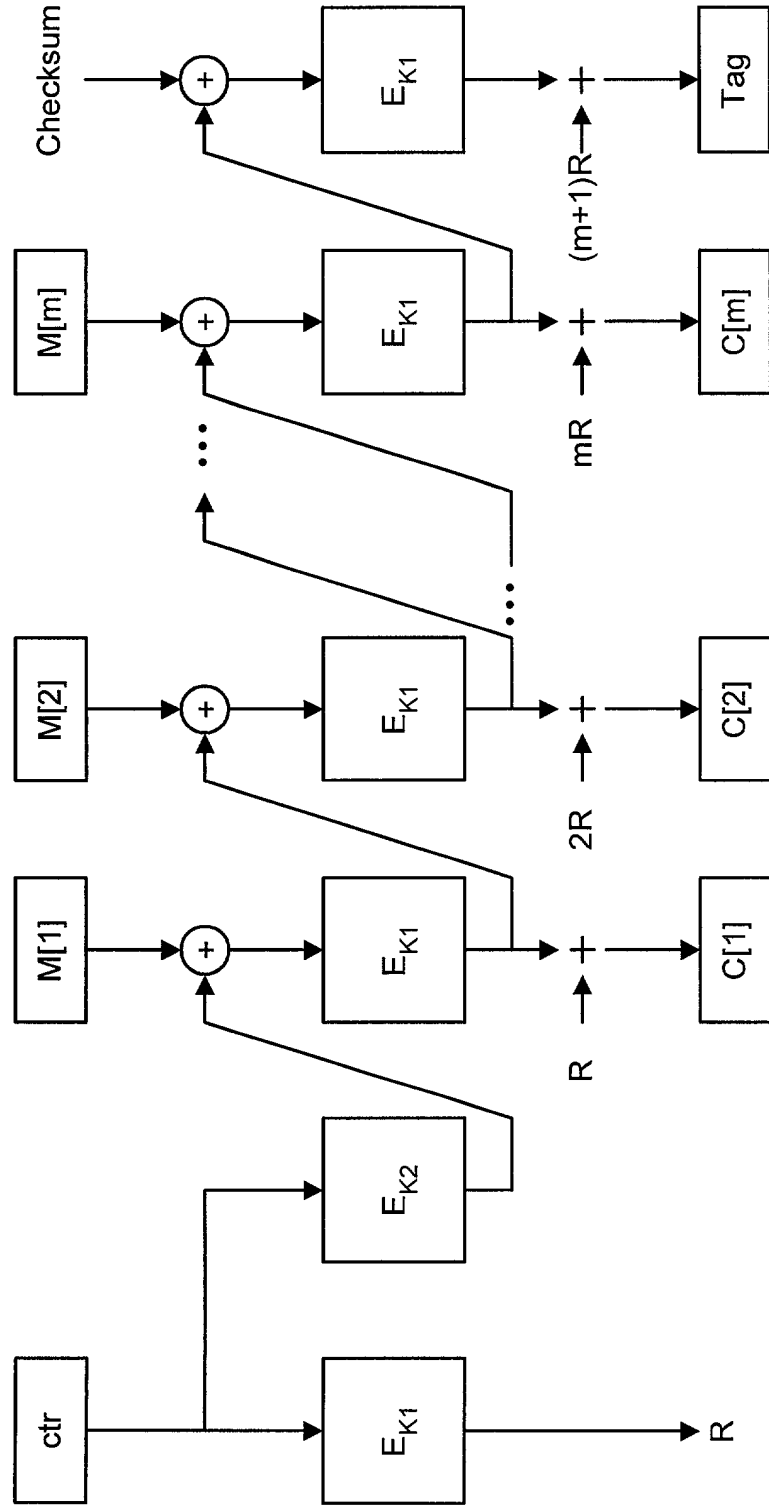 ctr M[1] M[2] M[m] Checksum
+ + ... + +
E_K1 E_K2 E_K1 E_K1 E_K1 E_K1
...
R + 2R + mR + (m+1)R +
R C[1] C[2] C[m] Tag